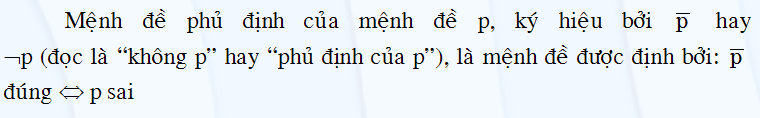 Mệnh đề phủ định của mệnh đề p, ký hiệu bởi p̅ hay
¬p (đọc là “không p” hay “phủ định của p”), là mệnh đề được định bởi: p̅
đúng ⇔ p sai